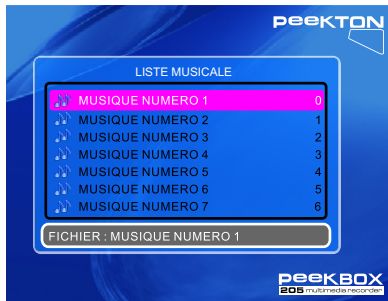 PEEKTON
LISTE MUSICALE
MUSIQUE NUMERO 1 0
MUSIQUE NUMERO 2 1
MUSIQUE NUMERO 3 2
MUSIQUE NUMERO 4 3
MUSIQUE NUMERO 5 4
MUSIQUE NUMERO 6 5
MUSIQUE NUMERO 7 6
FICHIER : MUSIQUE NUMERO 1
PEEKBOX
205 multimedia recorder